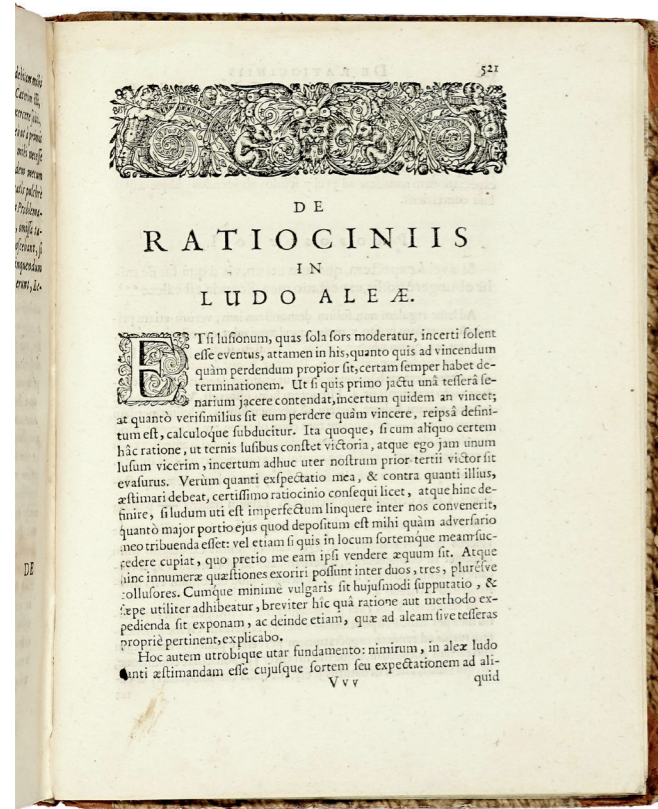 521
DE
RATIOCINIIS
IN
LUDO ALEÆ.
ETſi luſionum, quas ſola ſors moderatur, incerti ſolent
eſſe eventus, attamen in his, quanto quis ad vincendum
quàm perdendum propior ſit, certam ſemper habet de-
terminationem. Ut ſi quis primo jactu unâ teſſerâ ſe-
narium jacere contendat, incertum quidem an vincet;
at quantò veriſimilius ſit eum perdere quàm vincere, reipsâ defini-
tum eſt, calculoque ſubducitur. Ita quoque, ſi cum aliquo certem
hâc ratione, ut ternis luſibus conſtet victoria, atque ego jam unum
luſum vicerim, incertum adhuc uter noſtrum prior tertii victor ſit
evaſurus. Verùm quanti exſpectatio mea, & contra quanti illius,
æſtimari debeat, certiſſimo ratiocinio conſequi licet, atque hinc de-
finire, ſi ludum uti eſt imperfectum linquere inter nos convenerit,
quantò major portio ejus quod depoſitum eſt mihi quàm adverſario
meo tribuenda eſſet: vel etiam ſi quis in locum ſortemque meam ſuc-
cedere cupiat, quo pretio me eam ipſi vendere æquum ſit. Atque
hinc innumeræ quæſtiones exoriri poſſunt inter duos, tres, pluréſve
colluſores. Cumque minimè vulgaris ſit hujuſmodi ſupputatio, &
ſæpe utiliter adhibeatur, breviter hîc quâ ratione aut methodo ex-
pedienda ſit exponam, ac deinde etiam, quæ ad aleam ſive teſſeras
propriè pertinent, explicabo.
Hoc autem utrobique utar fundamento: nimirum, in aleæ ludo
tanti æſtimandam eſſe cujuſque ſortem ſeu expectationem ad ali-
Vvv quid
DE